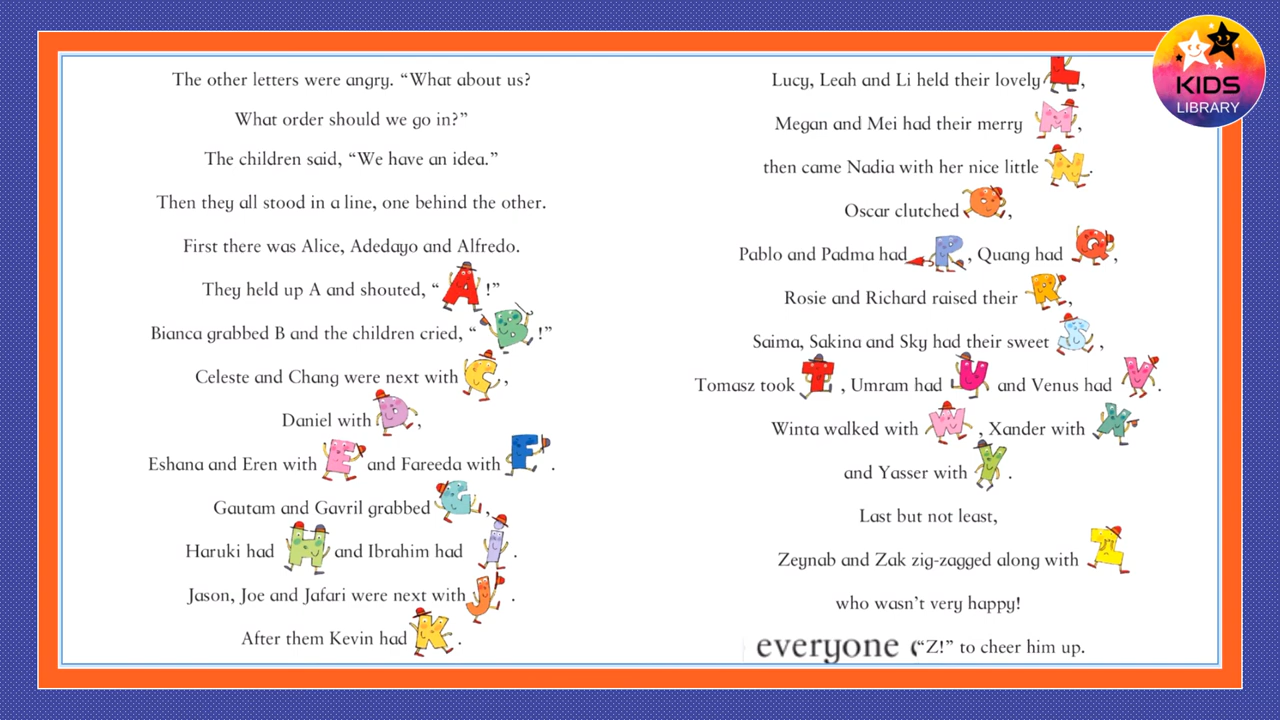 The other letters were angry. “What about us?
What order should we go in?”
The children said, “We have an idea.”
Then they all stood in a line, one behind the other.
First there was Alice, Adedayo and Alfredo.
They held up A and shouted, “A!”
Bianca grabbed B and the children cried, “B!”
Celeste and Chang were next with C,
Daniel with D,
Eshana and Eren with E and Fareeda with F.
Gautam and Gavril grabbed G,
Haruki had H and Ibrahim had I.
Jason, Joe and Jafari were next with J.
After them Kevin had K.
Lucy, Leah and Li held their lovely L,
Megan and Mei had their merry M,
then came Nadia with her nice little N.
Oscar clutched O,
Pablo and Padma had P, Quang had Q,
Rosie and Richard raised their R,
Saima, Sakina and Sky had their sweet S,
Tomasz took T, Umram had U and Venus had V.
Winta walked with W, Xander with X
and Yasser with Y.
Last but not least,
Zeynab and Zak zig-zagged along with Z
who wasn’t very happy!
everyone “Z!” to cheer him up.
KIDS
LIBRARY